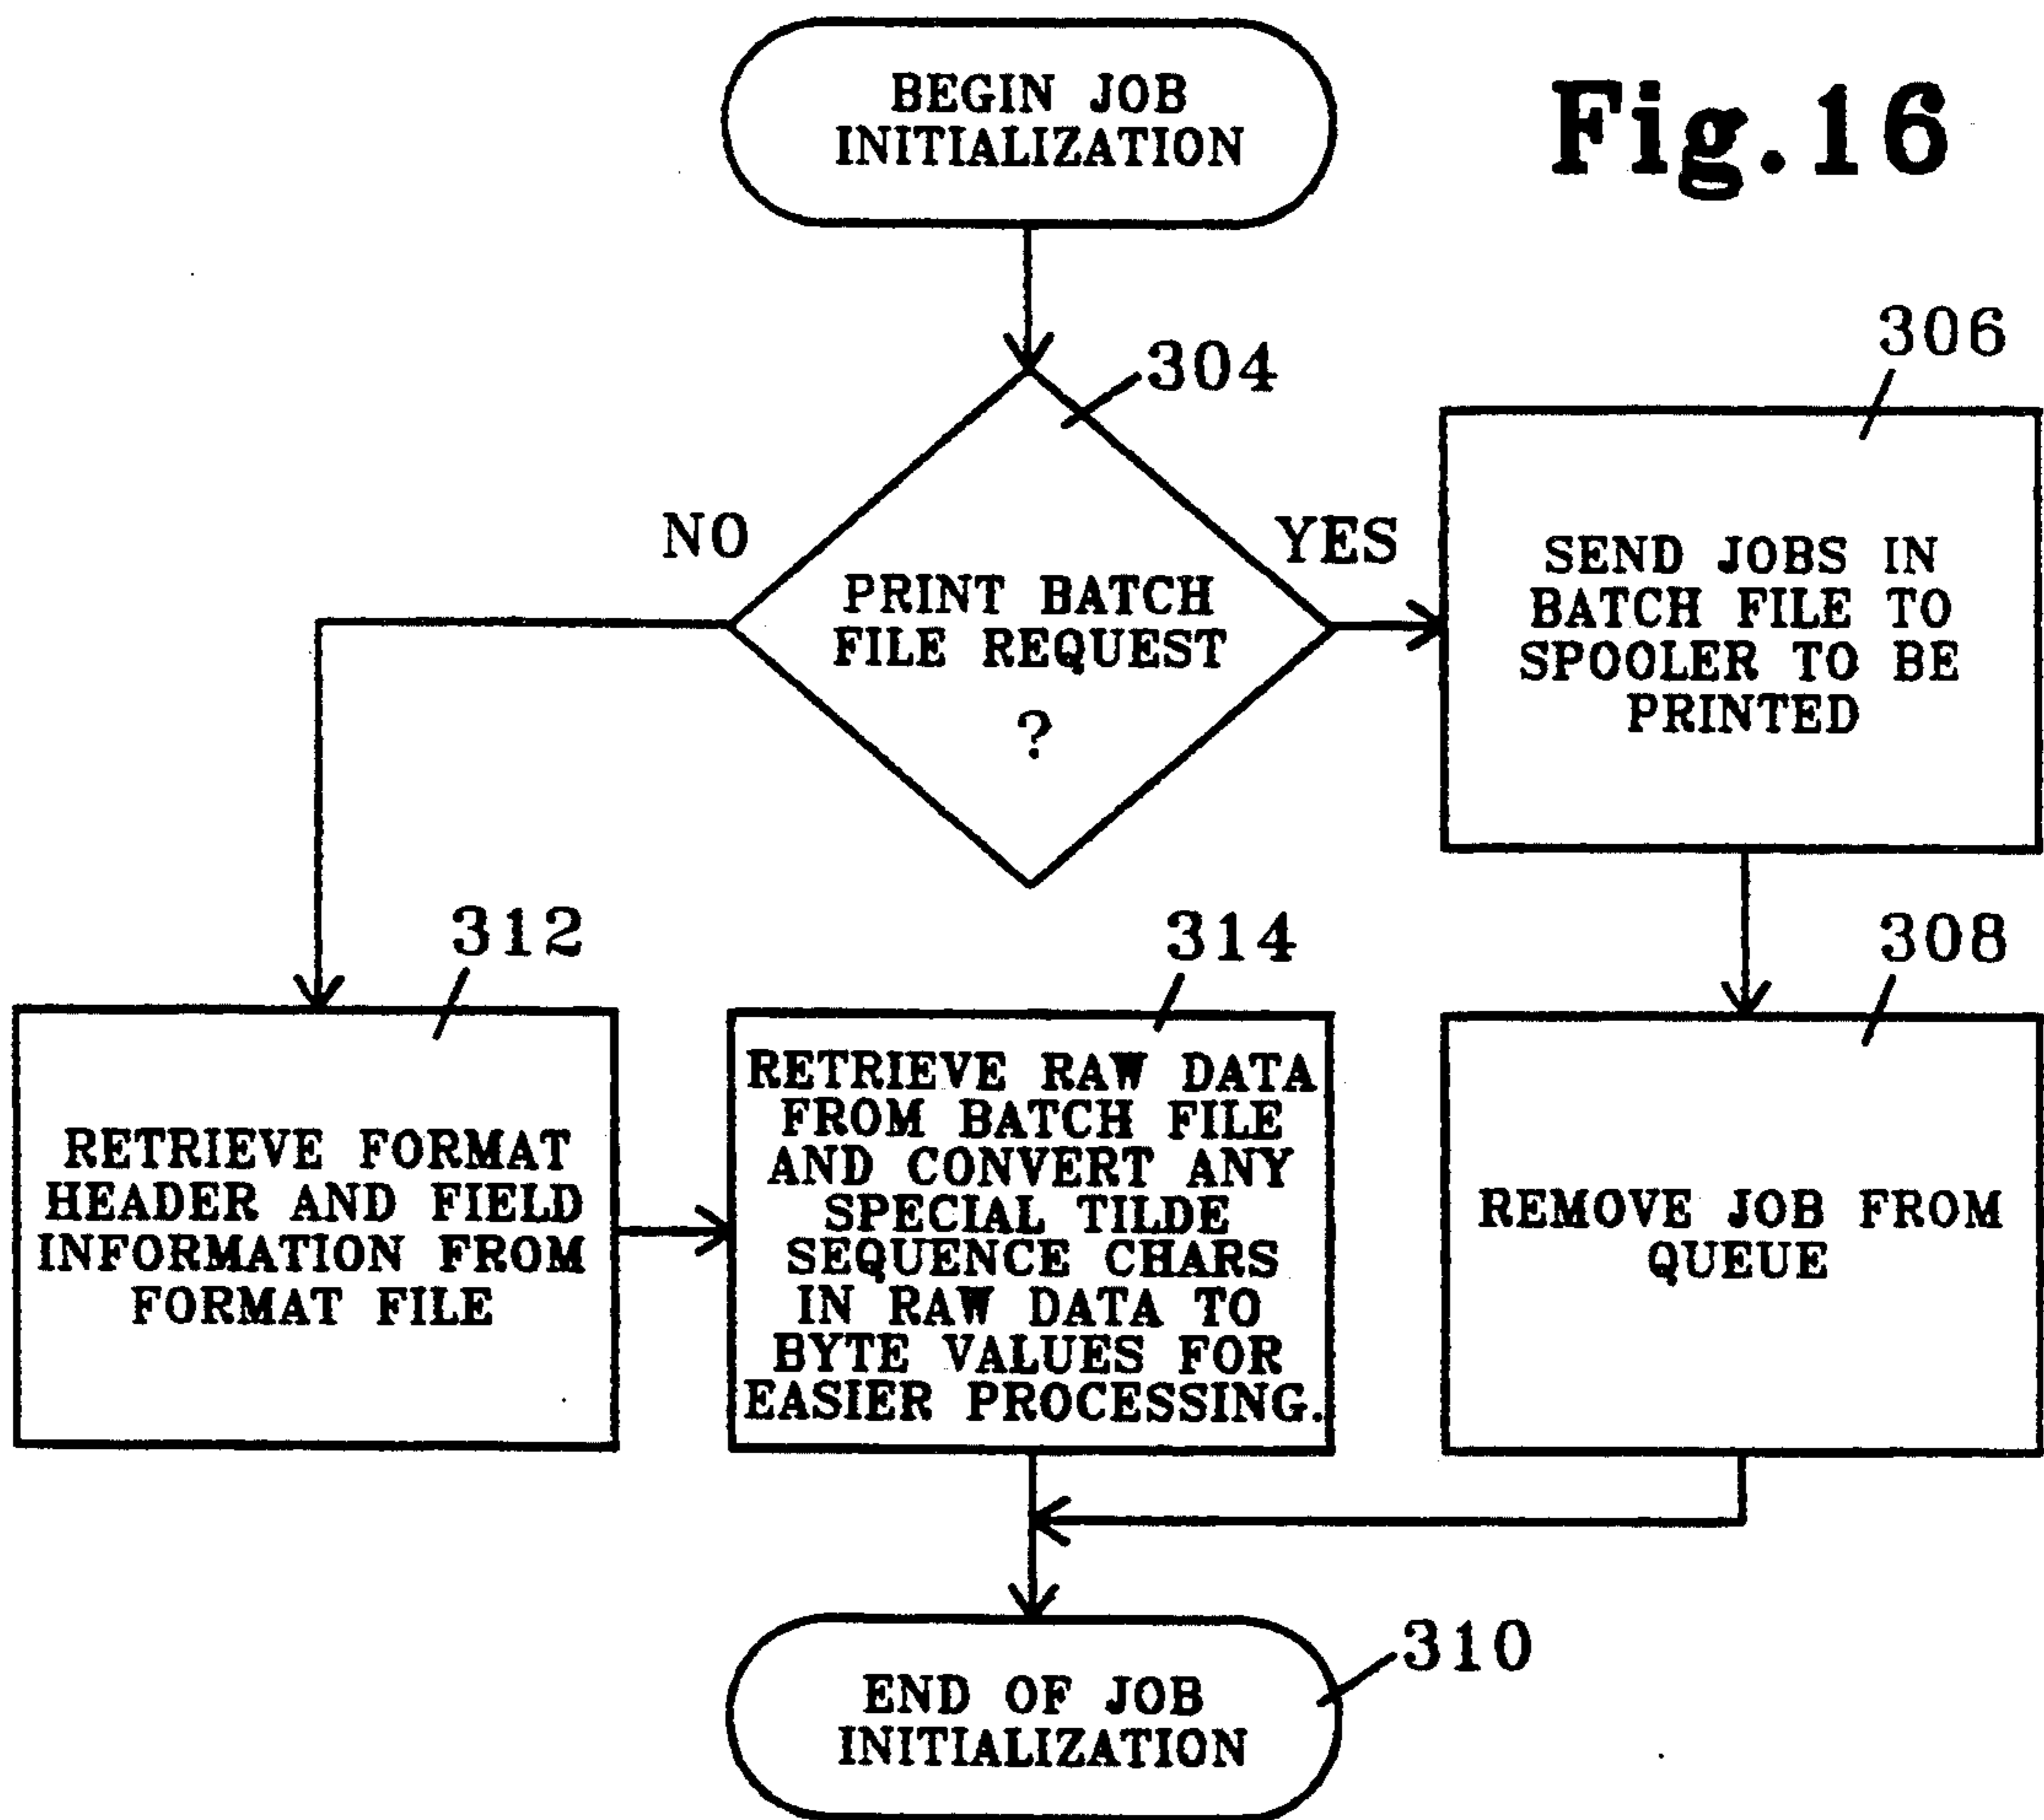 BEGIN JOB
INITIALIZATION
Fig.16
304
306
NO
YES
PRINT BATCH
FILE REQUEST
?
SEND JOBS IN
BATCH FILE TO
SPOOLER TO BE
PRINTED
312
314
308
RETRIEVE FORMAT
HEADER AND FIELD
INFORMATION FROM
FORMAT FILE
RETRIEVE RAW DATA
FROM BATCH FILE
AND CONVERT ANY
SPECIAL TILDE
SEQUENCE CHARS
IN RAW DATA TO
BYTE VALUES FOR
EASIER PROCESSING.
REMOVE JOB FROM
QUEUE
310
END OF JOB
INITIALIZATION